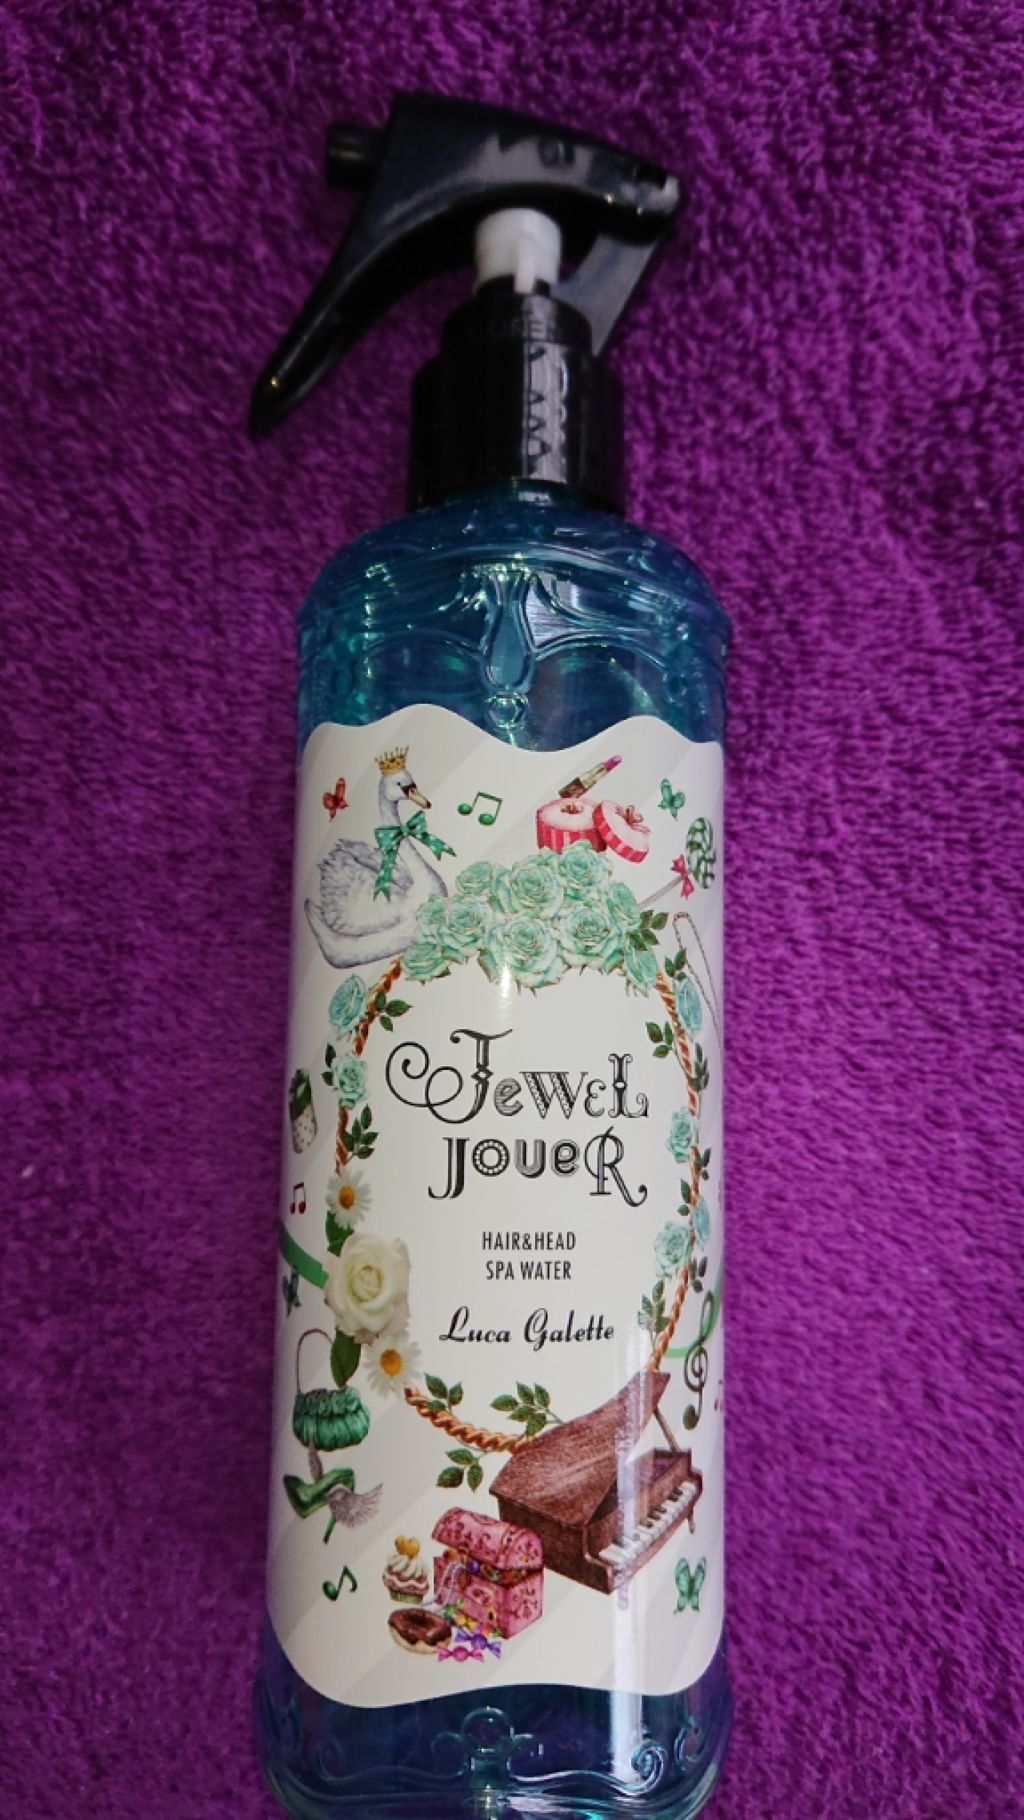 Jewel
Jouer
HAIR&HEAD
SPA WATER
Luca Galette